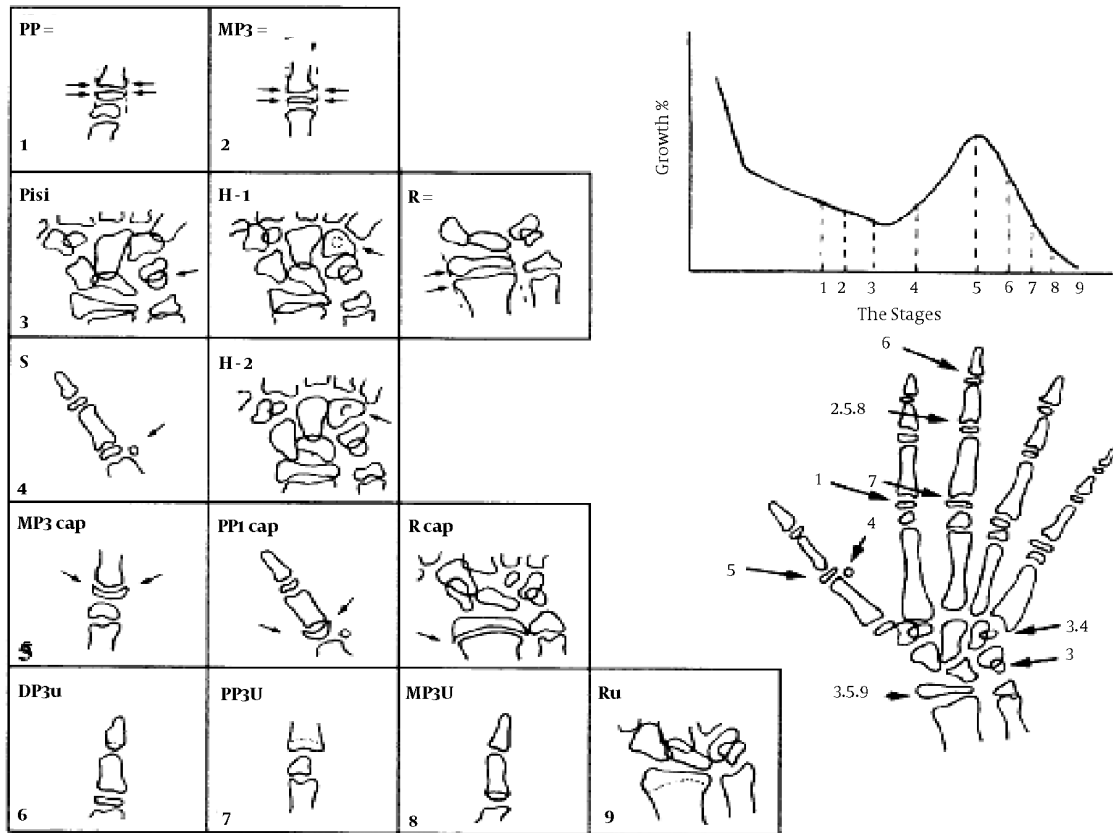 PP =
1
MP3 =
2
Pisi
3
H - 1
R =
S
4
H - 2
MP3 cap
5
PP1 cap
R cap
DP3u
6
PP3U
7
MP3U
8
Ru
9
Growth %
1 2 3 4 5 6 7 8 9
The Stages
6
2.5.8
1
7
4
5
3.4
3
3.5.9